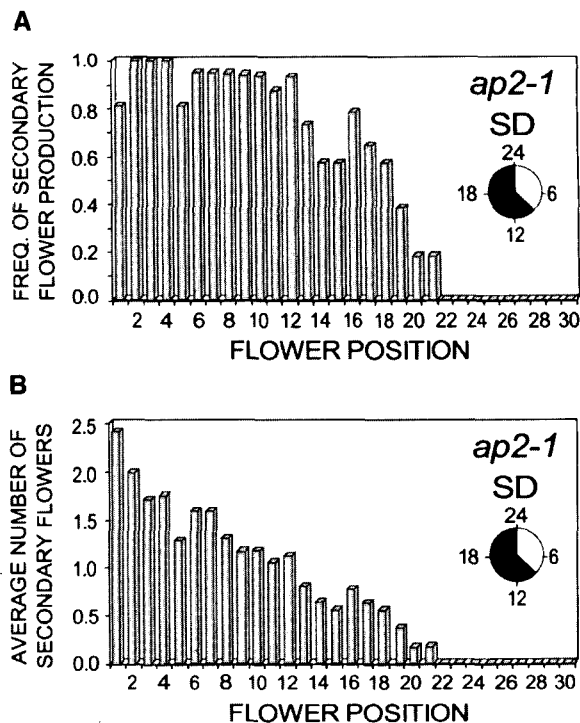 A
FREQ. OF SECONDARY
FLOWER PRODUCTION
1.0
0.8
0.6
0.4
0.2
0.0
ap2-1
SD
24
18
6
12
2 4 6 8 10 12 14 16 18 20 22 24 26 28 30
FLOWER POSITION
B
AVERAGE NUMBER OF
SECONDARY FLOWERS
2.5
2.0
1.5
1.0
0.5
0.0
ap2-1
SD
24
18
6
12
2 4 6 8 10 12 14 16 18 20 22 24 26 28 30
FLOWER POSITION